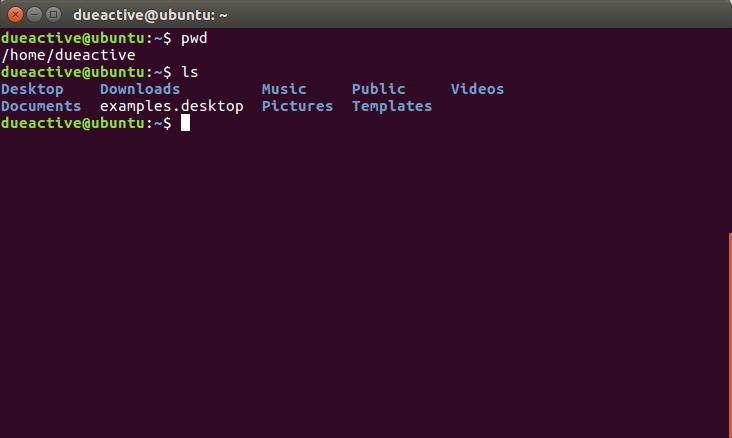 dueactive@ubuntu: ~
dueactive@ubuntu:~$ pwd
/home/dueactive
dueactive@ubuntu:~$ ls
Desktop    Downloads         Music     Public     Videos
Documents  examples.desktop  Pictures  Templates
dueactive@ubuntu:~$